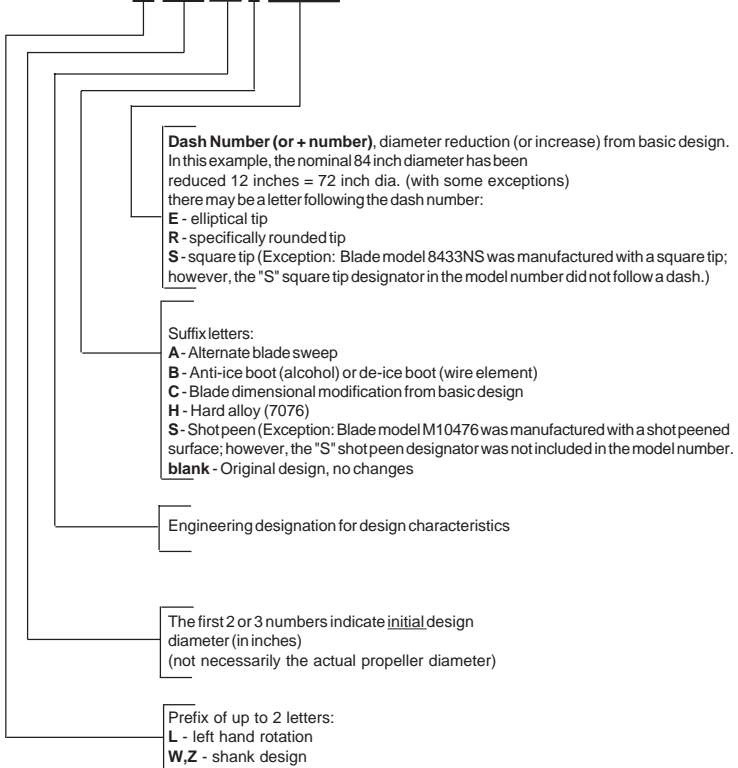 Dash Number (or + number), diameter reduction (or increase) from basic design.
In this example, the nominal 84 inch diameter has been
reduced 12 inches = 72 inch dia. (with some exceptions)
there may be a letter following the dash number:
E - elliptical tip
R - specifically rounded tip
S - square tip (Exception: Blade model 8433NS was manufactured with a square tip;
however, the "S" square tip designator in the model number did not follow a dash.)
Suffix letters:
A - Alternate blade sweep
B - Anti-ice boot (alcohol) or de-ice boot (wire element)
C - Blade dimensional modification from basic design
H - Hard alloy (7076)
S - Shot peen (Exception: Blade model M10476 was manufactured with a shot peened
surface; however, the "S" shot peen designator was not included in the model number.
blank - Original design, no changes
Engineering designation for design characteristics
The first 2 or 3 numbers indicate initial design
diameter (in inches)
(not necessarily the actual propeller diameter)
Prefix of up to 2 letters:
L - left hand rotation
W,Z - shank design